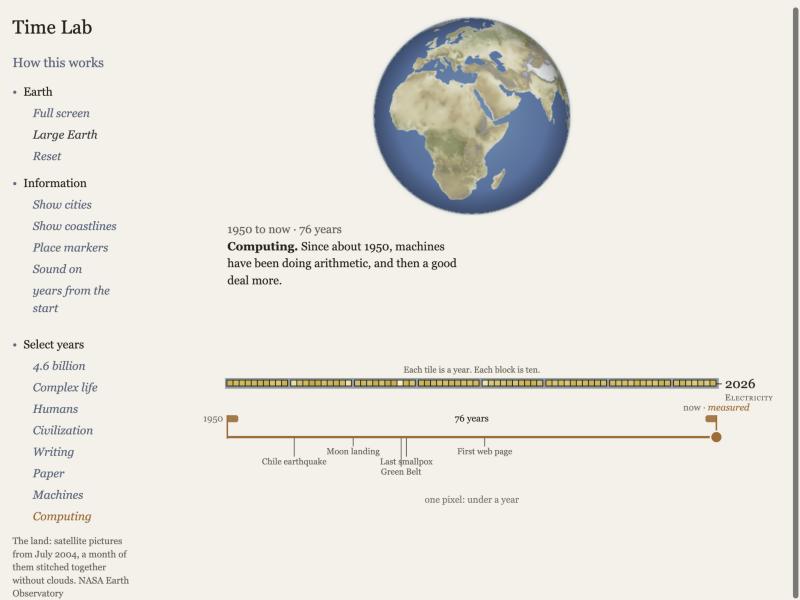 Time Lab
How this works
Earth
Full screen
Large Earth
Reset
Information
Show cities
Show coastlines
Place markers
Sound on
years from the
start
Select years
4.6 billion
Complex life
Humans
Civilization
Writing
Paper
Machines
Computing
The land: satellite pictures
from July 2004, a month of
them stitched together
without clouds. NASA Earth
Observatory
1950 to now · 76 years
Computing. Since about 1950, machines
have been doing arithmetic, and then a good
deal more.
Each tile is a year. Each block is ten.
2026
Electricity
now · measured
1950
76 years
Moon landing
First web page
Chile earthquake
Last smallpox
Green Belt
one pixel: under a year